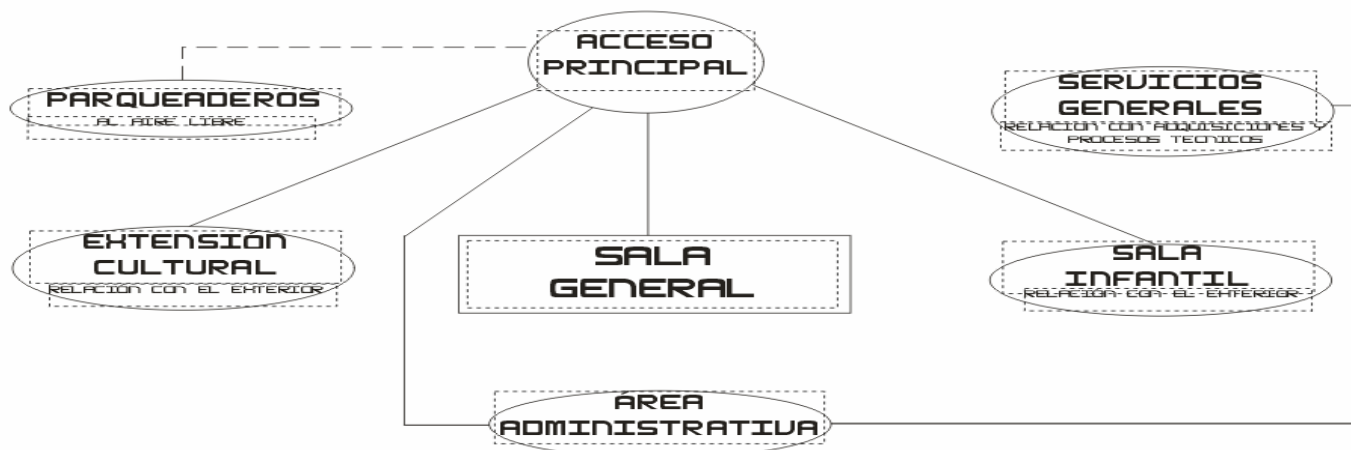 ACCESO
PRINCIPAL
PARQUEADEROS
AL AIRE LIBRE
SERVICIOS
GENERALES
RELACION CON ADQUISICIONES Y
PROCESOS TECNICOS
EXTENSIÓN
CULTURAL
RELACIÓN CON EL EXTERIOR
SALA
GENERAL
SALA
INFANTIL
RELACIÓN CON EL EXTERIOR
ÁREA
ADMINISTRATIVA